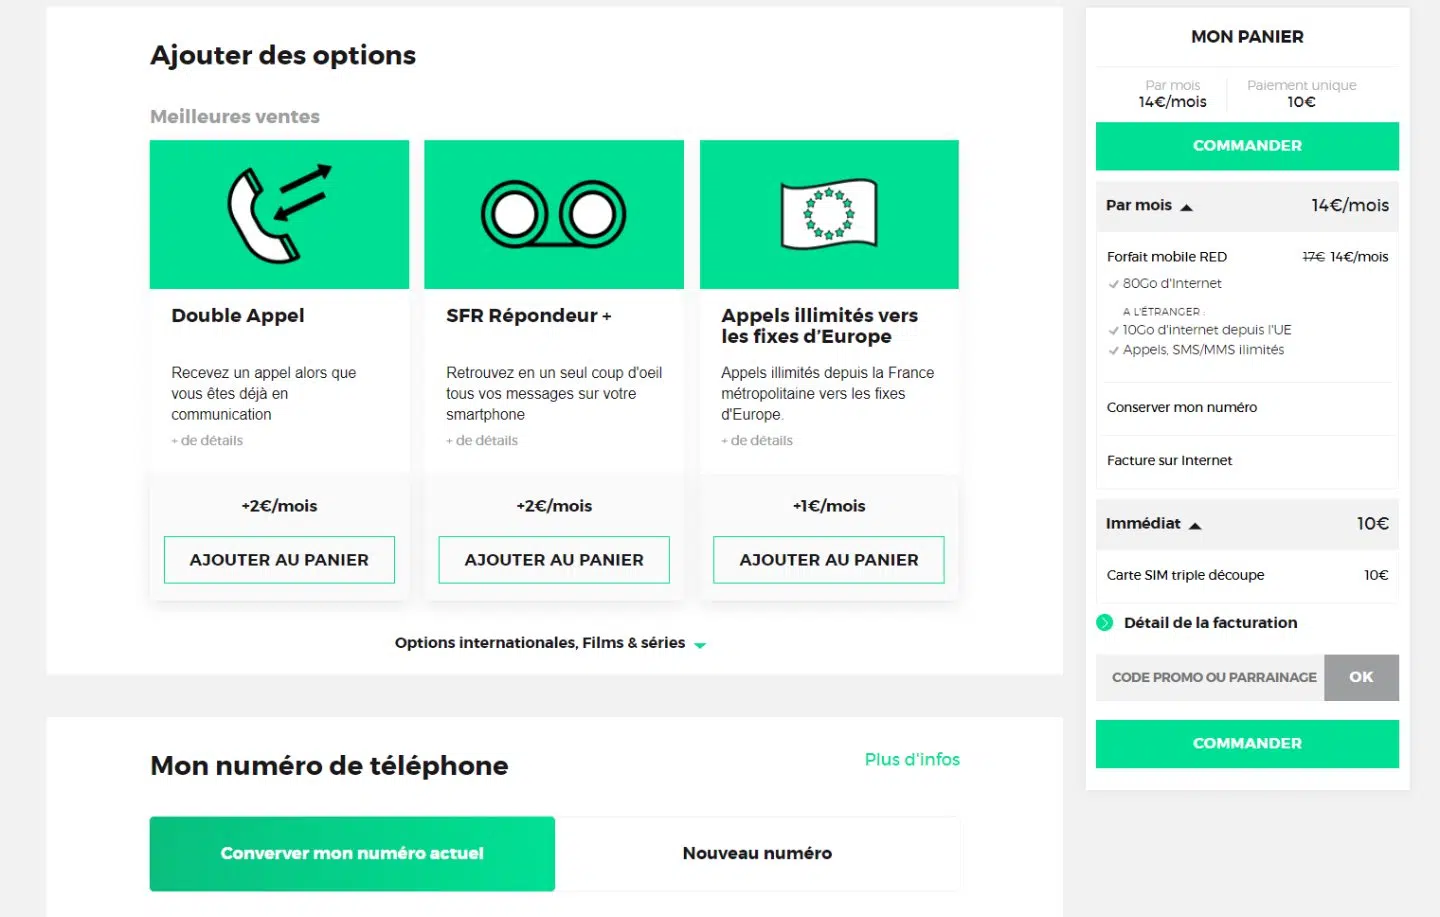 Ajouter des options
Meilleures ventes
Double Appel
Recevez un appel alors que
vous êtes déjà en
communication
+ de détails
+2€/mois
AJOUTER AU PANIER
SFR Répondeur +
Retrouvez en un seul coup d'oeil
tous vos messages sur votre
smartphone
+ de détails
+2€/mois
AJOUTER AU PANIER
Appels illimités vers
les fixes d'Europe
Appels illimités depuis la France
métropolitaine vers les fixes
d'Europe.
+ de détails
+1€/mois
AJOUTER AU PANIER
Options internationales, Films & séries
Mon numéro de téléphone
Plus d'infos
Converver mon numéro actuel
Nouveau numéro
MON PANIER
Par mois
14€/mois
Paiement unique
10€
COMMANDER
Par mois 14€/mois
Forfait mobile RED 17€ 14€/mois
80Go d'Internet
A L'ÉTRANGER :
10Go d'internet depuis l'UE
Appels, SMS/MMS ilimités
Conserver mon numéro
Facture sur Internet
Immédiat 10€
Carte SIM triple découpe 10€
Détail de la facturation
CODE PROMO OU PARRAINAGE OK
COMMANDER